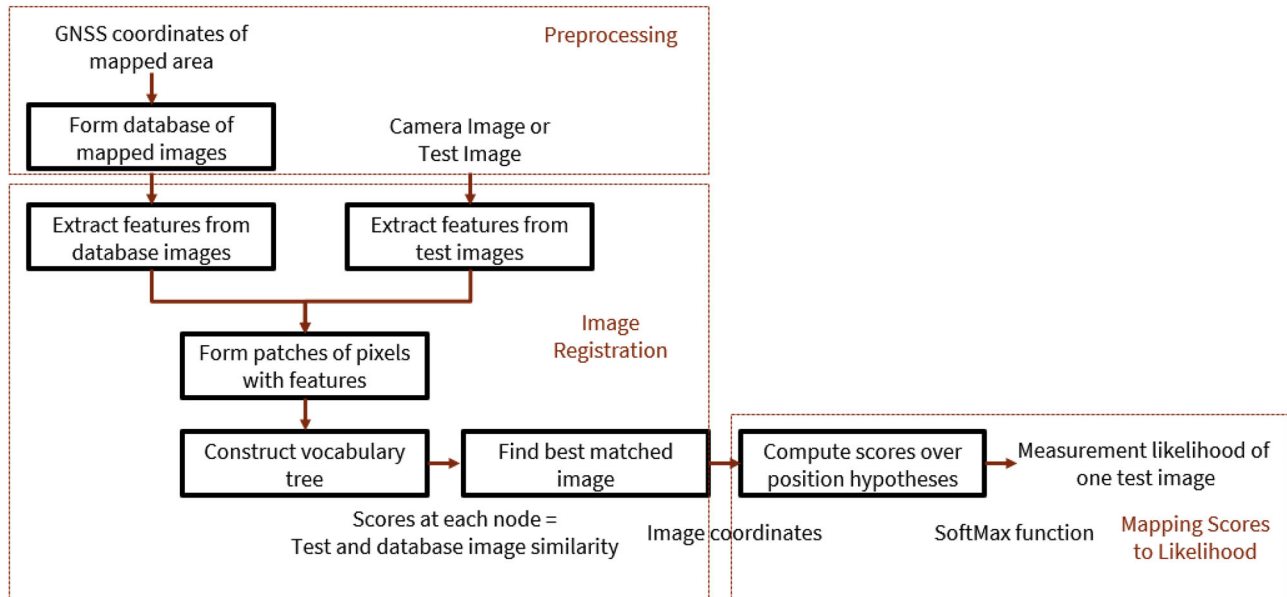 GNSS coordinates of
mapped area
Preprocessing
Form database of
mapped images
Camera Image or
Test Image
Extract features from
database images
Extract features from
test images
Image
Registration
Form patches of pixels
with features
Construct vocabulary
tree
Find best matched
image
Compute scores over
position hypotheses
Measurement likelihood of
one test image
Scores at each node =
Test and database image similarity
Image coordinates
SoftMax function
Mapping Scores
to Likelihood